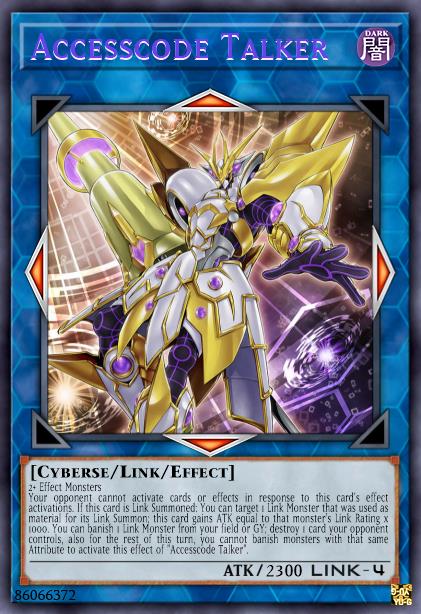 Accesscode Talker
DARK
闇
[Cyberse/Link/Effect]
2+ Effect Monsters
Your opponent cannot activate cards or effects in response to this card's effect
activations. If this card is Link Summoned: You can target 1 Link Monster that was used as
material for its Link Summon; this card gains ATK equal to that monster's Link Rating x
1000. You can banish 1 Link Monster from your field or GY; destroy 1 card your opponent
controls, also for the rest of this turn, you cannot banish monsters with that same
Attribute to activate this effect of "Accesscode Talker".
ATK/2300 LINK-4
86066372